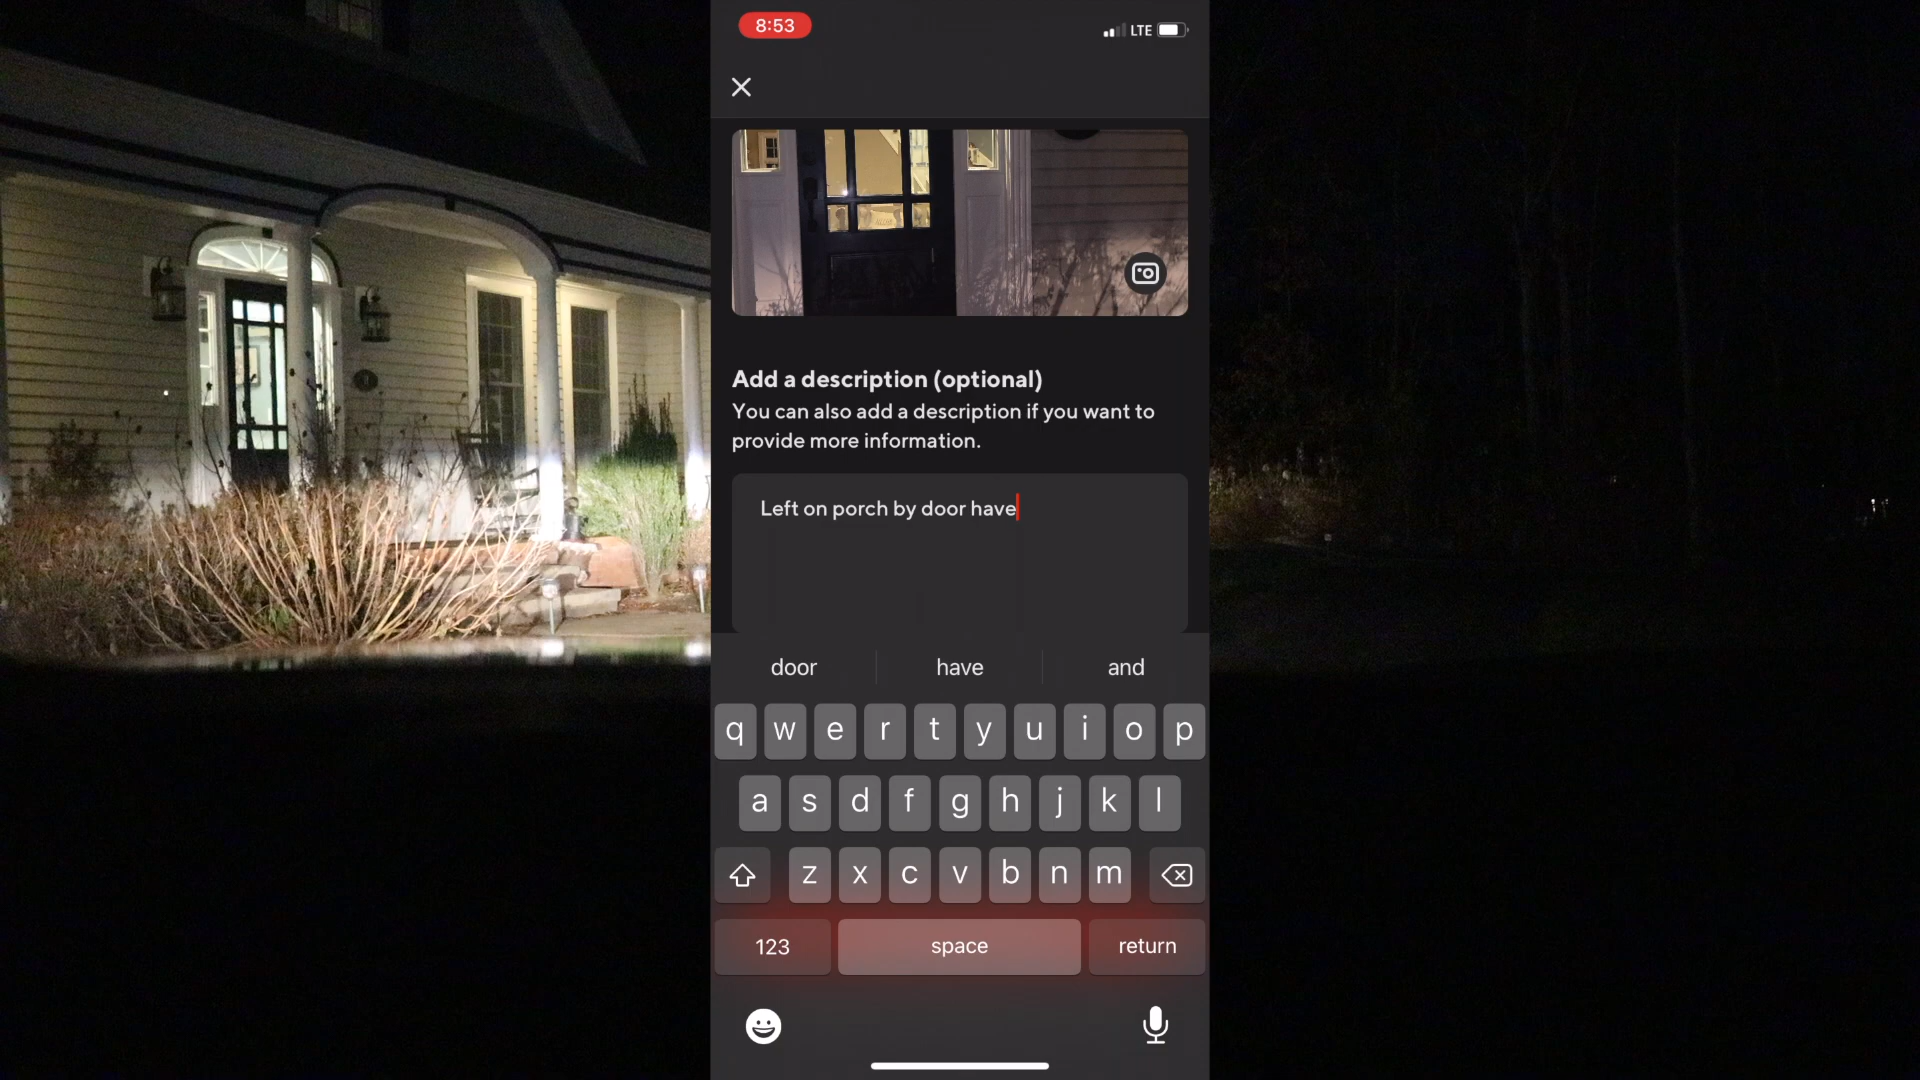 8:53
LTE
Add a description (optional)
You can also add a description if you want to
provide more information.
Left on porch by door have
door have and
q w e r t y u i o p
a s d f g h j k l
z x c v b n m
123 space return